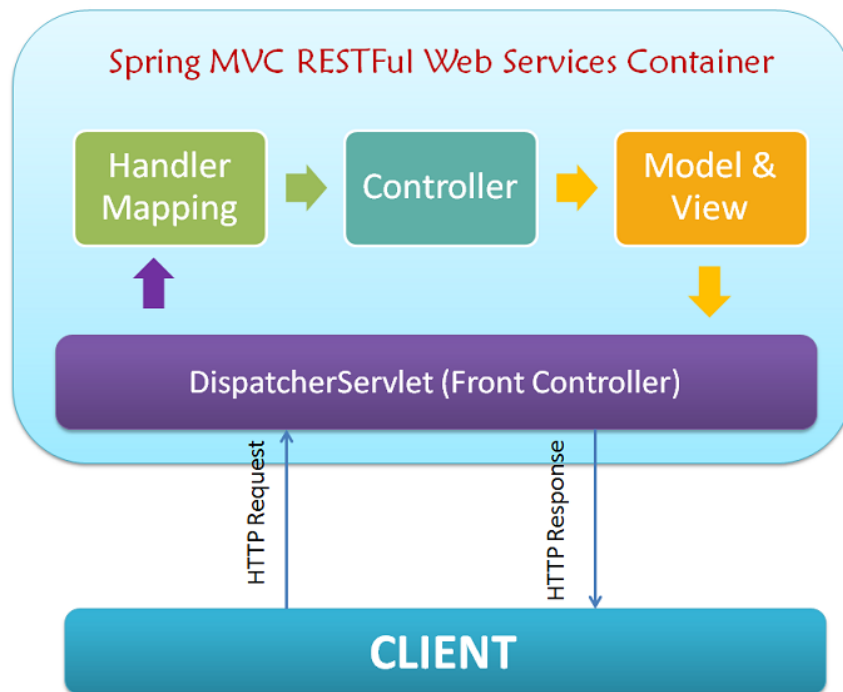 Spring MVC RESTFul Web Services Container
Handler
Mapping
Controller
Model &
View
DispatcherServlet (Front Controller)
HTTP Request
HTTP Response
CLIENT